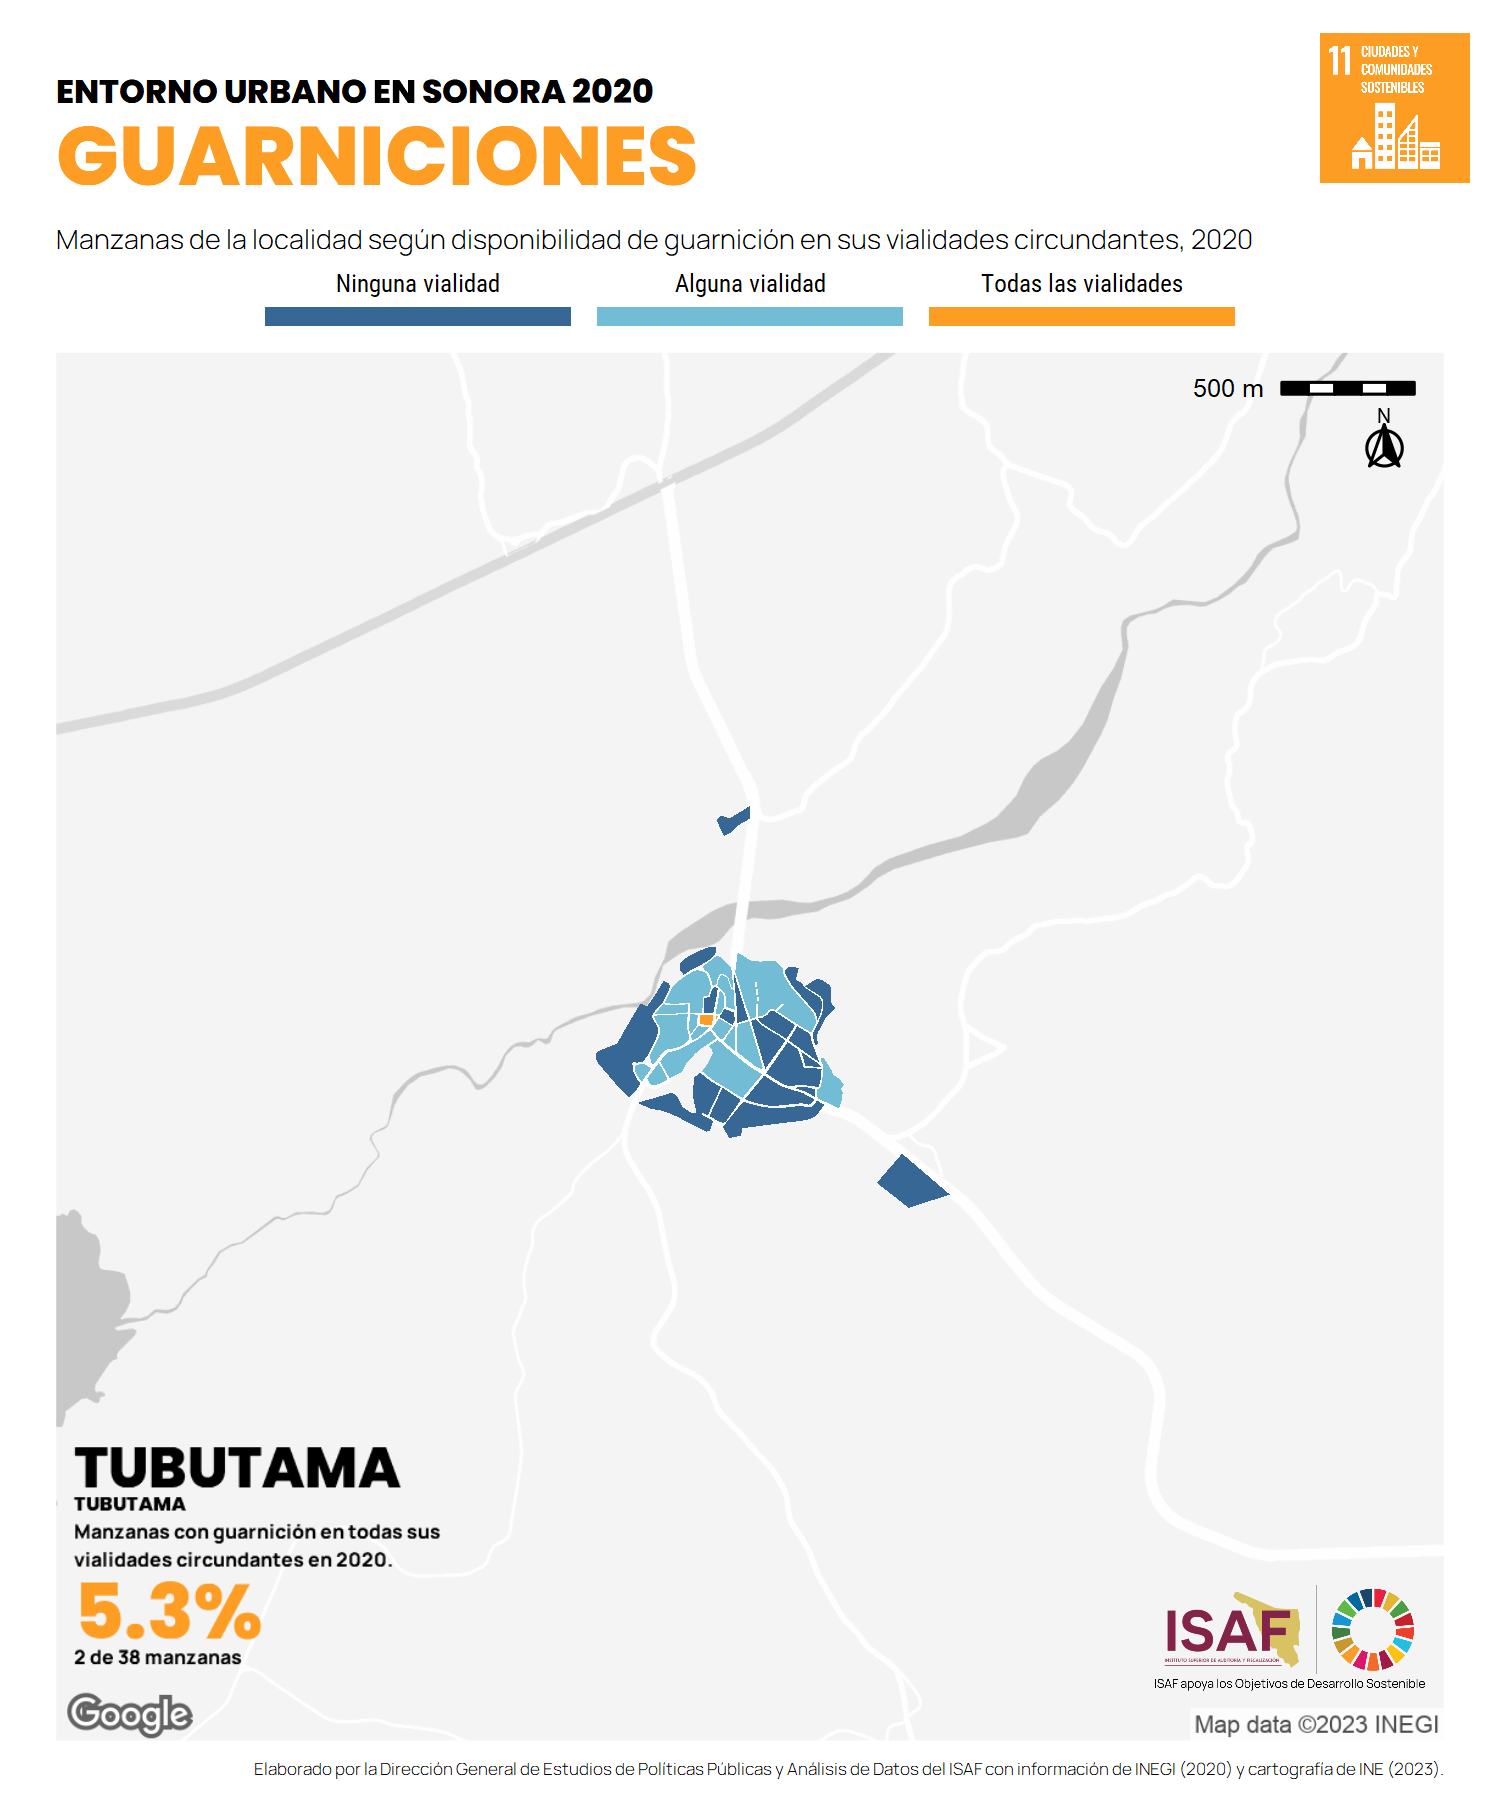 11 CIUDADES Y
COMUNIDADES
SOSTENIBLES
ENTORNO URBANO EN SONORA 2020
GUARNICIONES
Manzanas de la localidad según disponibilidad de guarnición en sus vialidades circundantes, 2020
Ninguna vialidad Alguna vialidad Todas las vialidades
500 m
N
TUBUTAMA
TUBUTAMA
Manzanas con guarnición en todas sus
vialidades circundantes en 2020.
5.3%
2 de 38 manzanas
ISAF
INSTITUTO SUPERIOR DE AUDITORÍA Y FISCALIZACIÓN
ISAF apoya los Objetivos de Desarrollo Sostenible
Google
Map data ©2023 INEGI
Elaborado por la Dirección General de Estudios de Políticas Públicas y Análisis de Datos del ISAF con información de INEGI (2020) y cartografía de INE (2023).